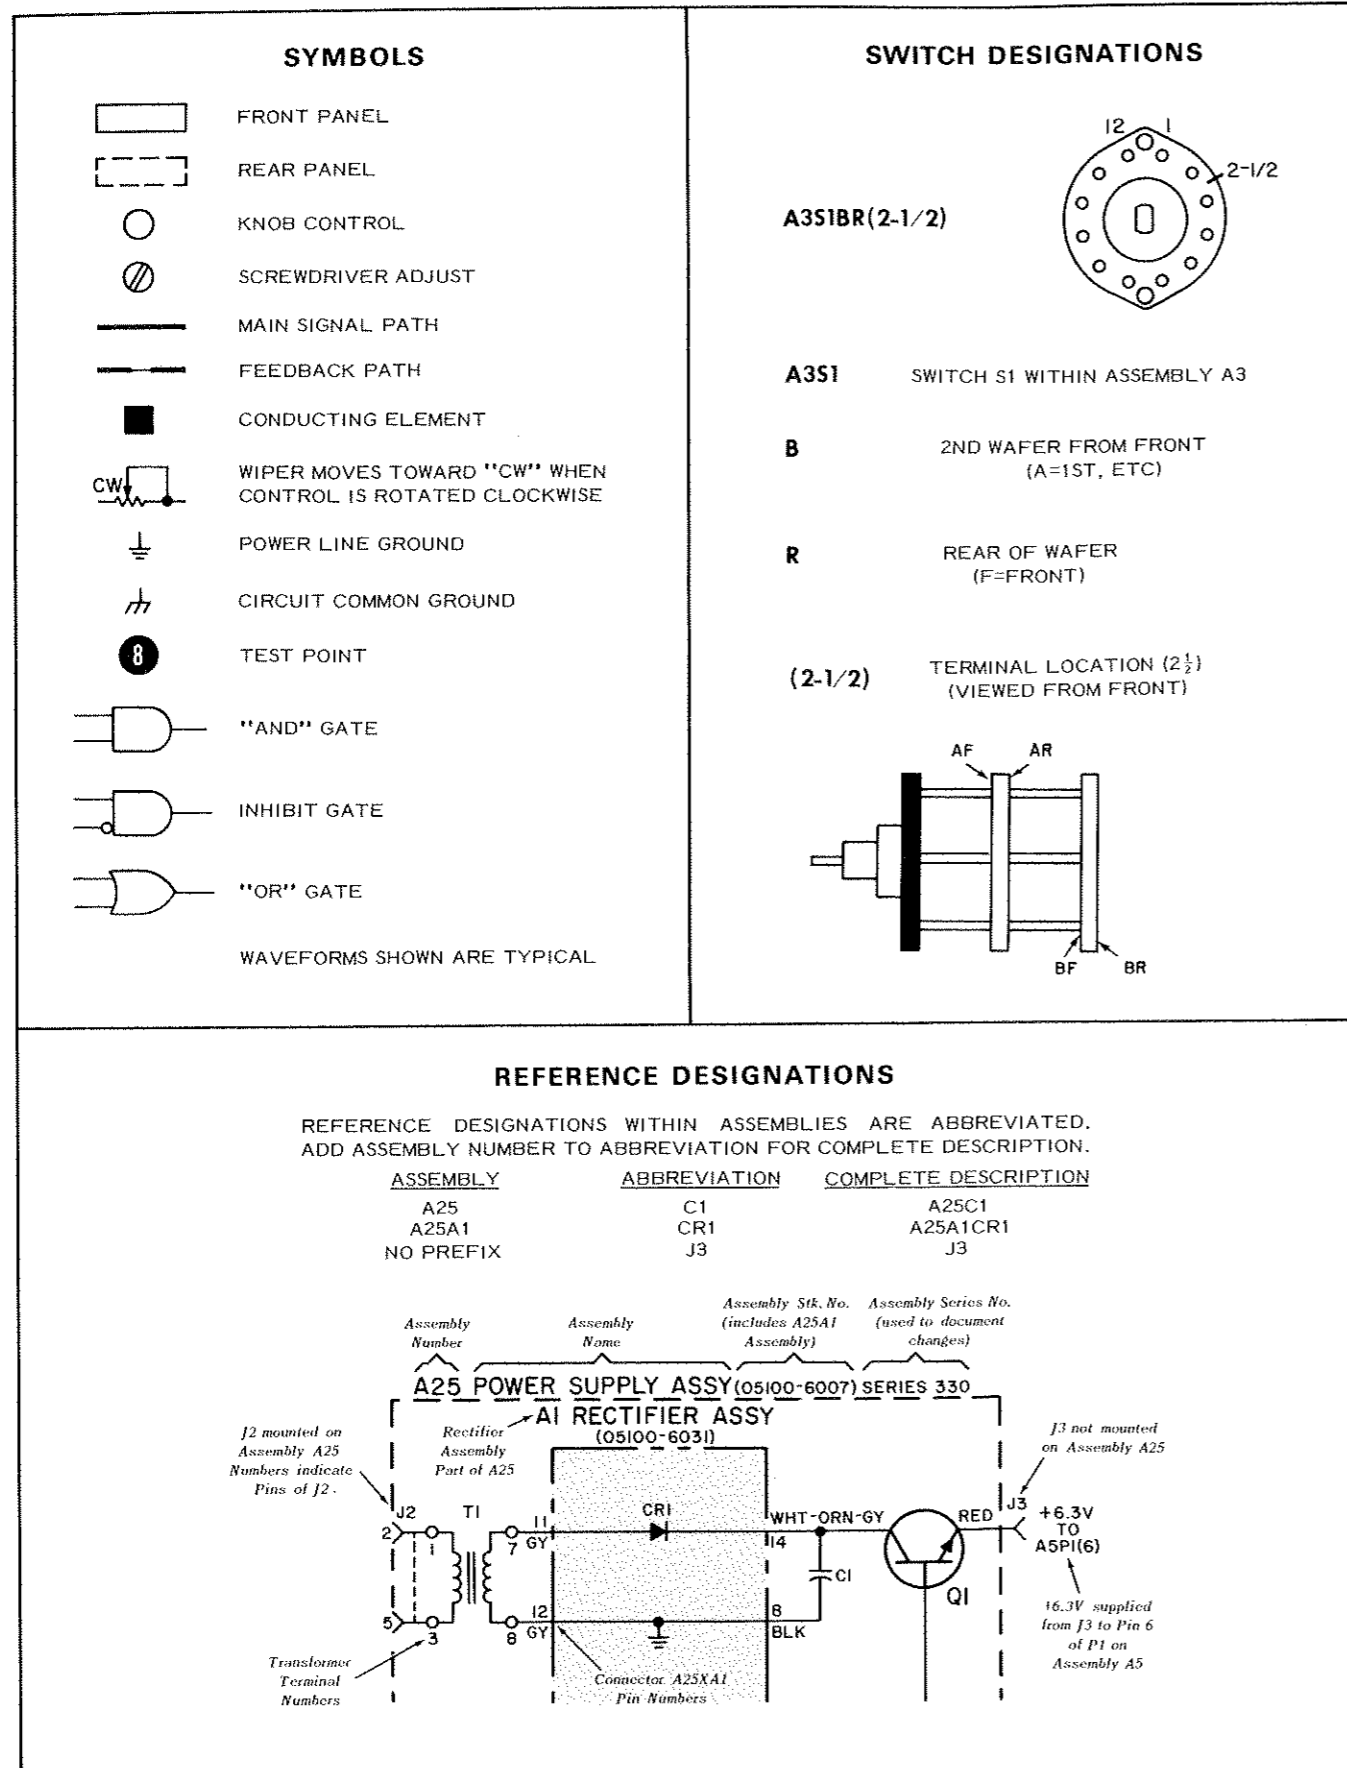 SYMBOLS
FRONT PANEL
REAR PANEL
KNOB CONTROL
SCREWDRIVER ADJUST
MAIN SIGNAL PATH
FEEDBACK PATH
CONDUCTING ELEMENT
CW
WIPER MOVES TOWARD "CW" WHEN
CONTROL IS ROTATED CLOCKWISE
POWER LINE GROUND
CIRCUIT COMMON GROUND
8
TEST POINT
"AND" GATE
INHIBIT GATE
"OR" GATE
WAVEFORMS SHOWN ARE TYPICAL
SWITCH DESIGNATIONS
12 1
2-1/2
A3S1BR(2-1/2)
A3S1 SWITCH S1 WITHIN ASSEMBLY A3
B 2ND WAFER FROM FRONT
(A=1ST, ETC)
R REAR OF WAFER
(F=FRONT)
(2-1/2) TERMINAL LOCATION (2½)
(VIEWED FROM FRONT)
AF AR
BF BR
REFERENCE DESIGNATIONS
REFERENCE DESIGNATIONS WITHIN ASSEMBLIES ARE ABBREVIATED.
ADD ASSEMBLY NUMBER TO ABBREVIATION FOR COMPLETE DESCRIPTION.
ASSEMBLY ABBREVIATION COMPLETE DESCRIPTION
A25 C1 A25C1
A25A1 CR1 A25A1CR1
NO PREFIX J3 J3
Assembly
Number
Assembly
Name
Assembly Stk. No.
(includes A25A1
Assembly)
Assembly Series No.
(used to document
changes)
A25 POWER SUPPLY ASSY (05100-6007) SERIES 330
A1 RECTIFIER ASSY
(05100-6031)
J2 mounted on
Assembly A25
Numbers indicate
Pins of J2.
Rectifier
Assembly
Part of A25
J3 not mounted
on Assembly A25
J2
T1
2
1
7
11
GY
CR1
WHT-ORN-GY
14
RED
J3
+6.3V
TO
A5P1(6)
C1
Q1
5
3
8
12
GY
8
BLK
+6.3V supplied
from J3 to Pin 6
of P1 on
Assembly A5
Transformer
Terminal
Numbers
Connector A25XA1
Pin Numbers